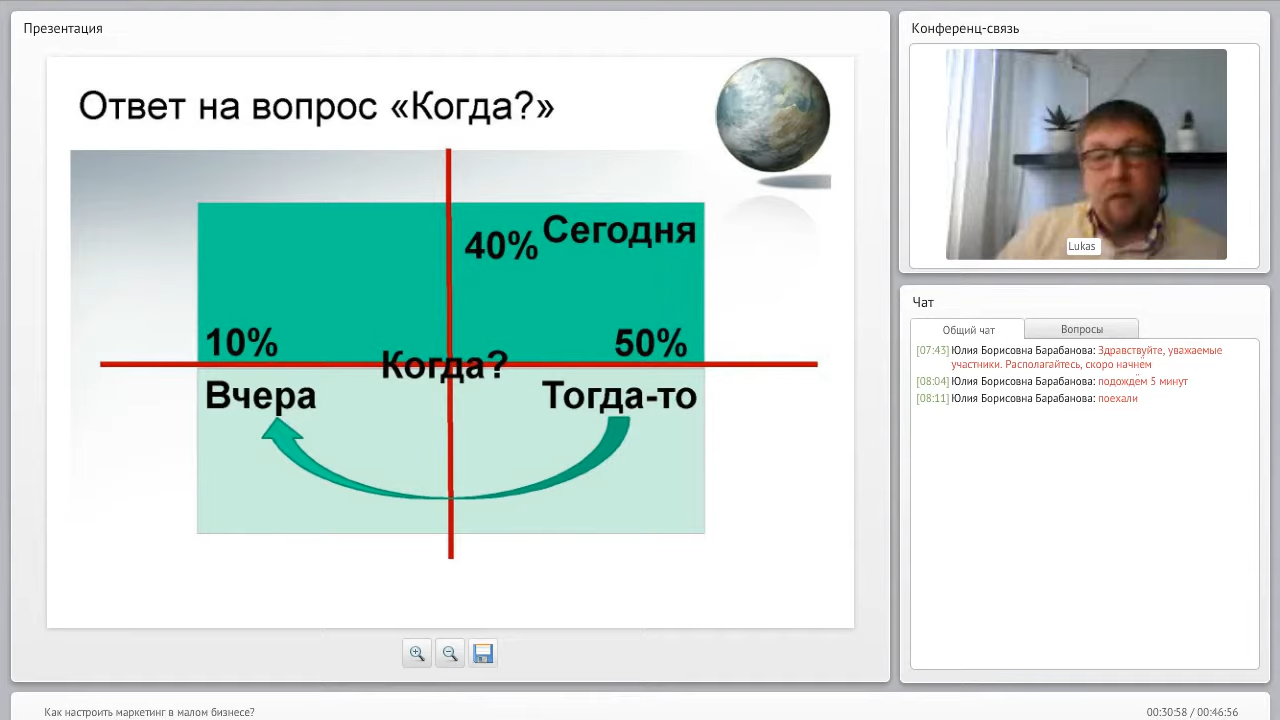 Презентация
Ответ на вопрос «Когда?»
40% Сегодня
10%
50%
Когда?
Вчера
Тогда-то
Конференц-связь
Lukas
Чат
Общий чат
Вопросы
[07:43] Юлия Борисовна Барабанова: Здравствуйте, уважаемые
участники. Располагайтесь, скоро начнём
[08:04] Юлия Борисовна Барабанова: подождём 5 минут
[08:11] Юлия Борисовна Барабанова: поехали
Как настроить маркетинг в малом бизнесе?
00:30:58 / 00:46:56